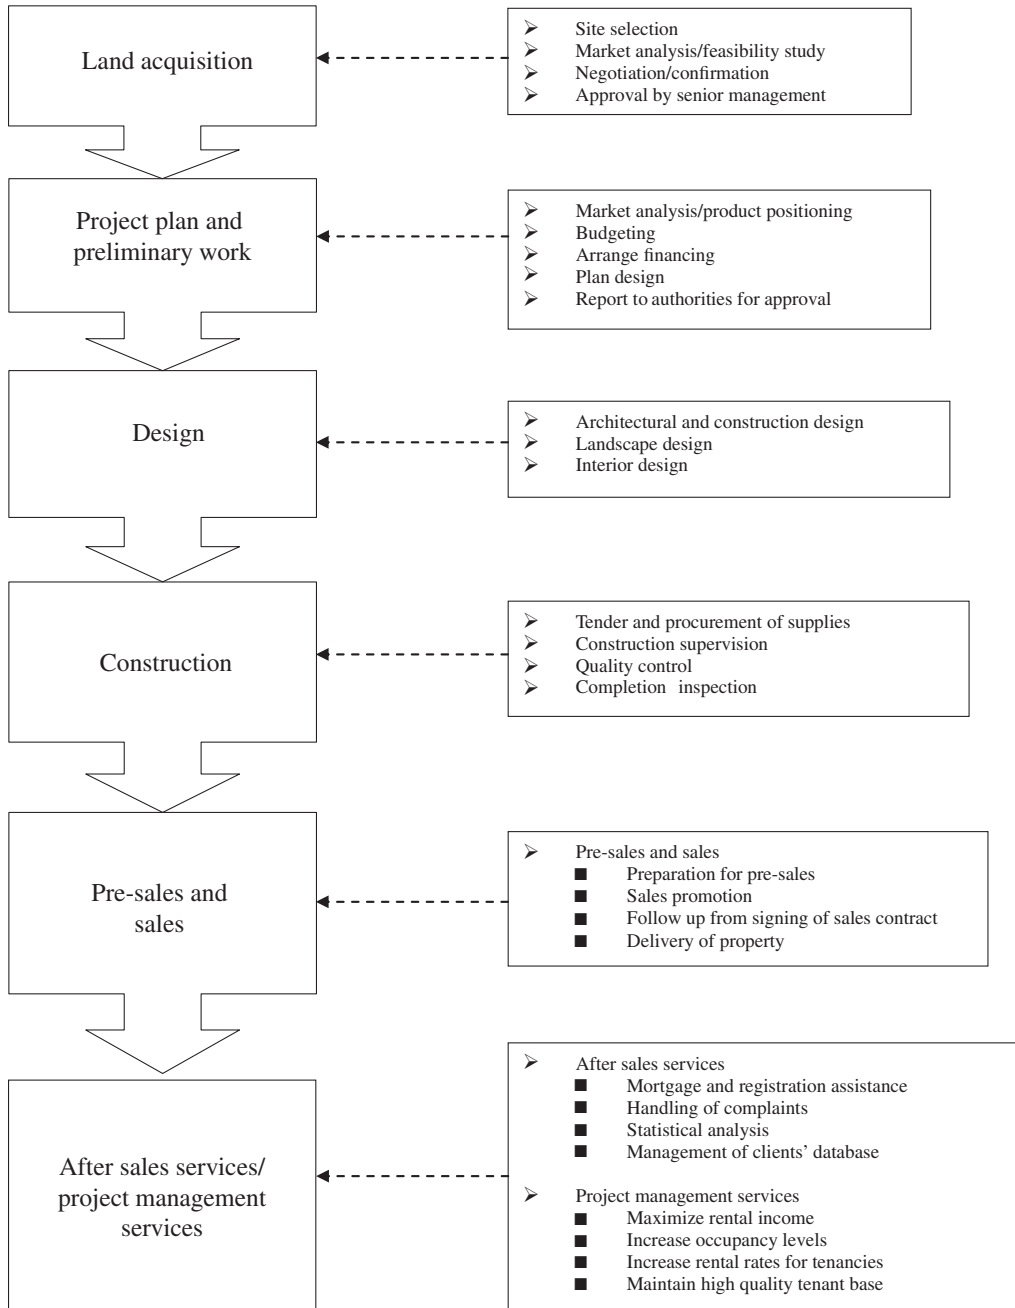 Land acquisition
➢ Site selection
➢ Market analysis/feasibility study
➢ Negotiation/confirmation
➢ Approval by senior management
Project plan and
preliminary work
➢ Market analysis/product positioning
➢ Budgeting
➢ Arrange financing
➢ Plan design
➢ Report to authorities for approval
Design
➢ Architectural and construction design
➢ Landscape design
➢ Interior design
Construction
➢ Tender and procurement of supplies
➢ Construction supervision
➢ Quality control
➢ Completion inspection
Pre-sales and
sales
➢ Pre-sales and sales
■ Preparation for pre-sales
■ Sales promotion
■ Follow up from signing of sales contract
■ Delivery of property
After sales services/
project management
services
➢ After sales services
■ Mortgage and registration assistance
■ Handling of complaints
■ Statistical analysis
■ Management of clients’ database
➢ Project management services
■ Maximize rental income
■ Increase occupancy levels
■ Increase rental rates for tenancies
■ Maintain high quality tenant base